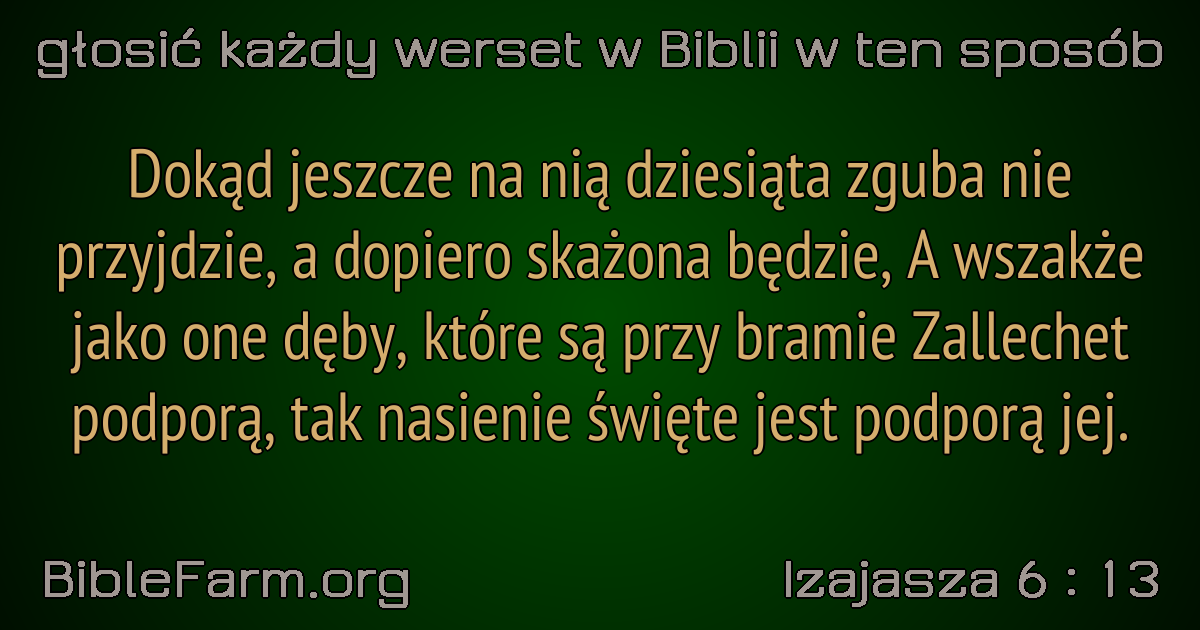 głosić każdy werset w Biblii w ten sposób
Dokąd jeszcze na nią dziesiąta zguba nie
przyjdzie, a dopiero skażona będzie, A wszakże
jako one dęby, które są przy bramie Zallechet
podporą, tak nasienie święte jest podporą jej.
BibleFarm.org
Izajasza 6 : 13